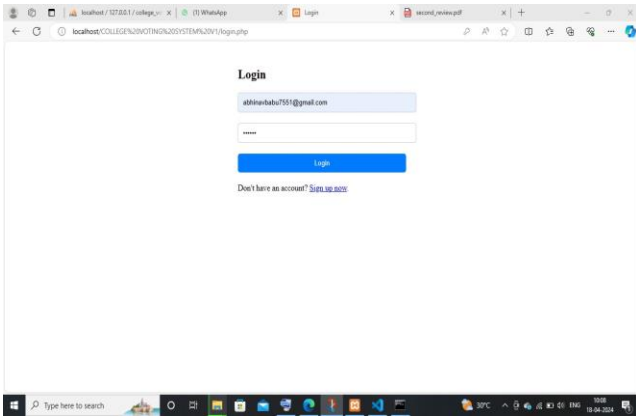 localhost / 127.0.0.1 / college_vo
(1) WhatsApp
Login
second_review.pdf
localhost/COLLEGE%20VOTING%20SYSTEM%20V1/login.php
Login
abhinavbabu7551@gmail.com
••••••
Login
Don't have an account? Sign up now.
Type here to search
30°C
ENG
10:08
18-04-2024